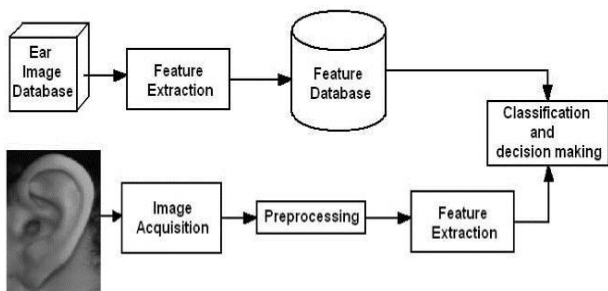 Ear
Image
Database
Feature
Extraction
Feature
Database
Classification
and
decision making
Image
Acquisition
Preprocessing
Feature
Extraction